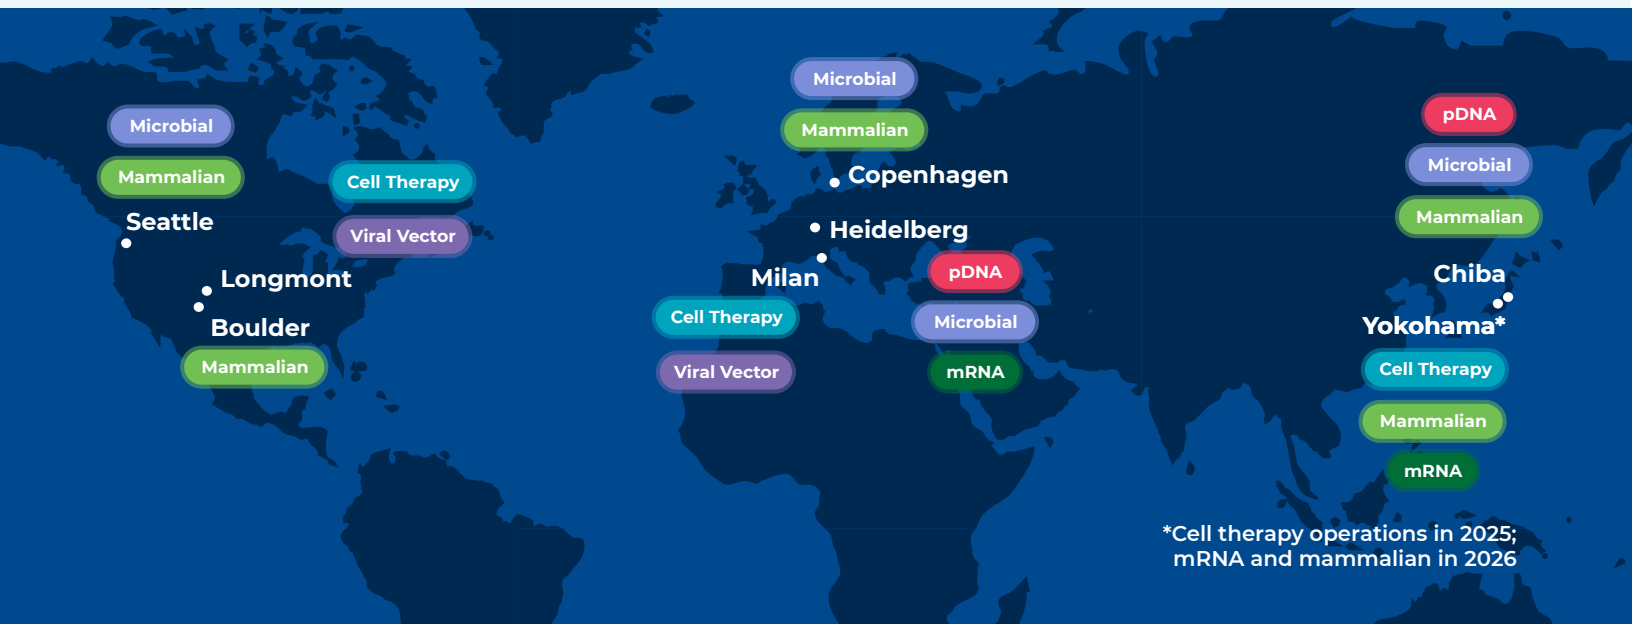 Microbial
Mammalian
Seattle
Cell Therapy
Viral Vector
Longmont
Boulder
Mammalian
Microbial
Mammalian
Copenhagen
Heidelberg
pDNA
Microbial
mRNA
Milan
Cell Therapy
Viral Vector
pDNA
Microbial
Mammalian
Chiba
Yokohama*
Cell Therapy
Mammalian
mRNA
*Cell therapy operations in 2025;
mRNA and mammalian in 2026